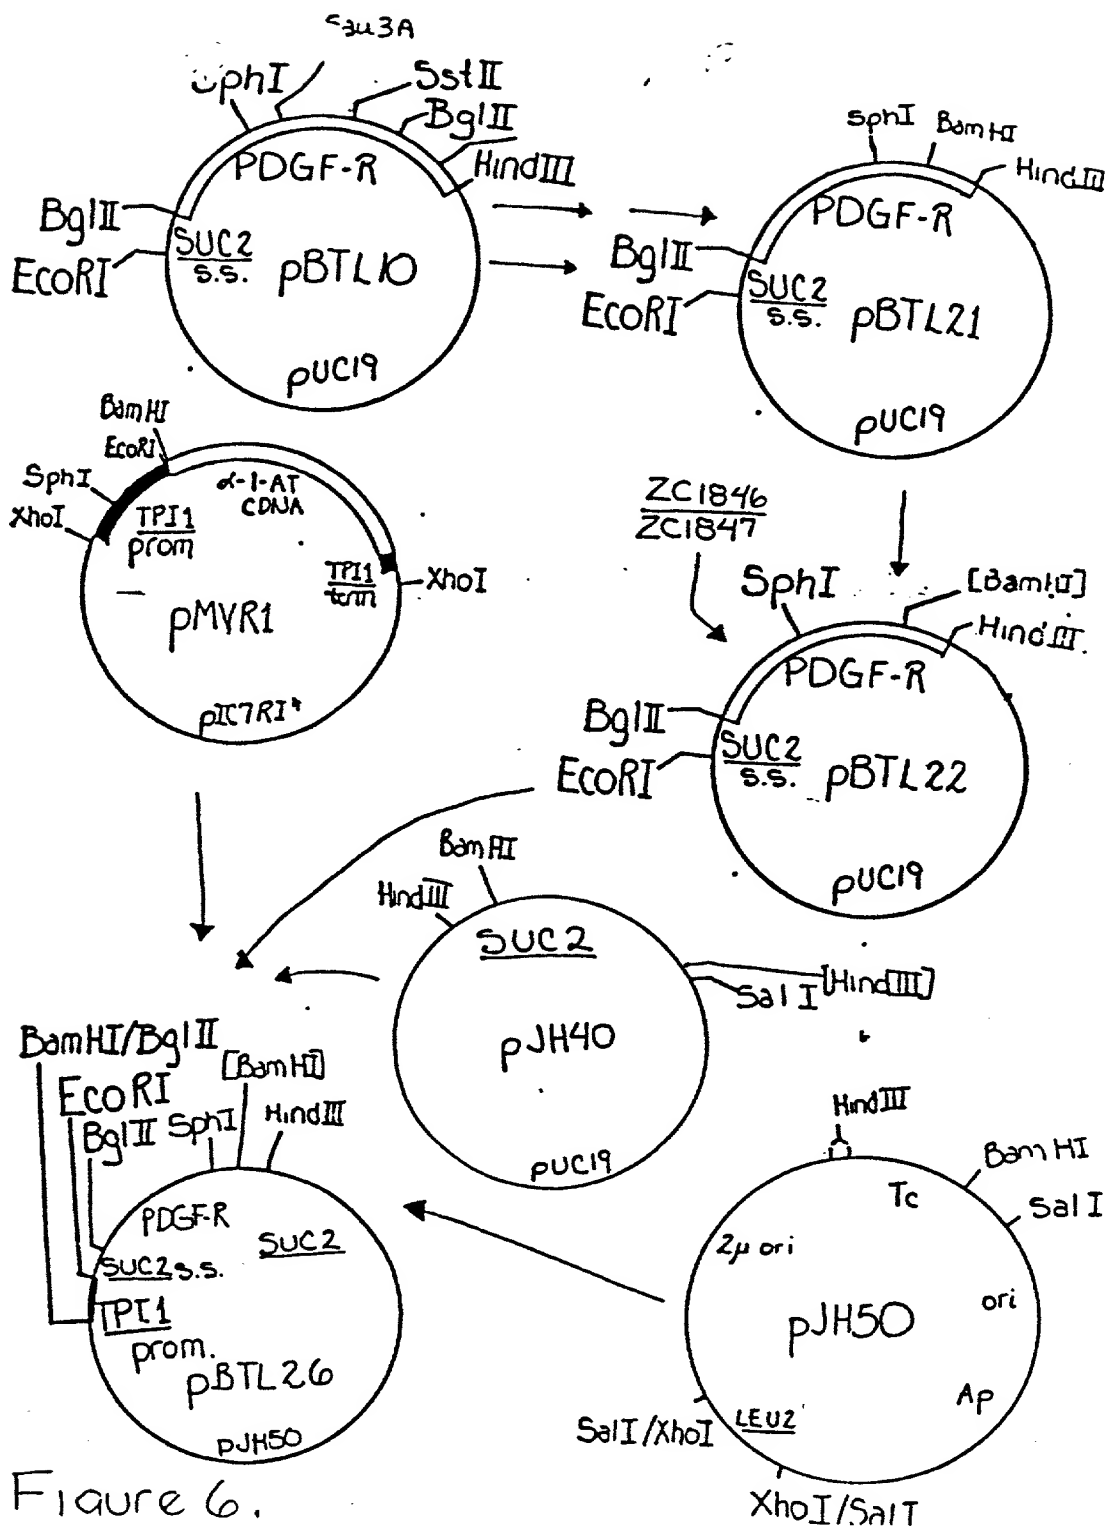 Sau3A
SphI
SstII
BglII
HindIII
PDGF-R
BglII
EcoRI
SUC2
s.s.
pBTL10
pUC19
SphI
BamHI
HindIII
PDGF-R
BglII
EcoRI
SUC2
s.s.
pBTL21
pUC19
BamHI
EcoRI
SphI
XhoI
α-1-AT
CDNA
TPI1
prom
TPI1
term
XhoI
pMVR1
ZC1846
ZC1847
SphI
[BamHI]
HindIII
PDGF-R
BglII
EcoRI
SUC2
s.s.
pBTL22
pUC19
BamHI
HindIII
SUC2
[HindIII]
SalI
pJH40
pUC19
BamHI/BglII
EcoRI
BglII
SphI
[BamHI]
HindIII
PDGF-R
SUC2
SUC2 s.s.
TPI1
prom.
pBTL26
pJH50
HindIII
BamHI
SalI
Tc
2μ ori
ori
pJH50
Ap
LEU2
SalI/XhoI
XhoI/SalI
Figure 6.